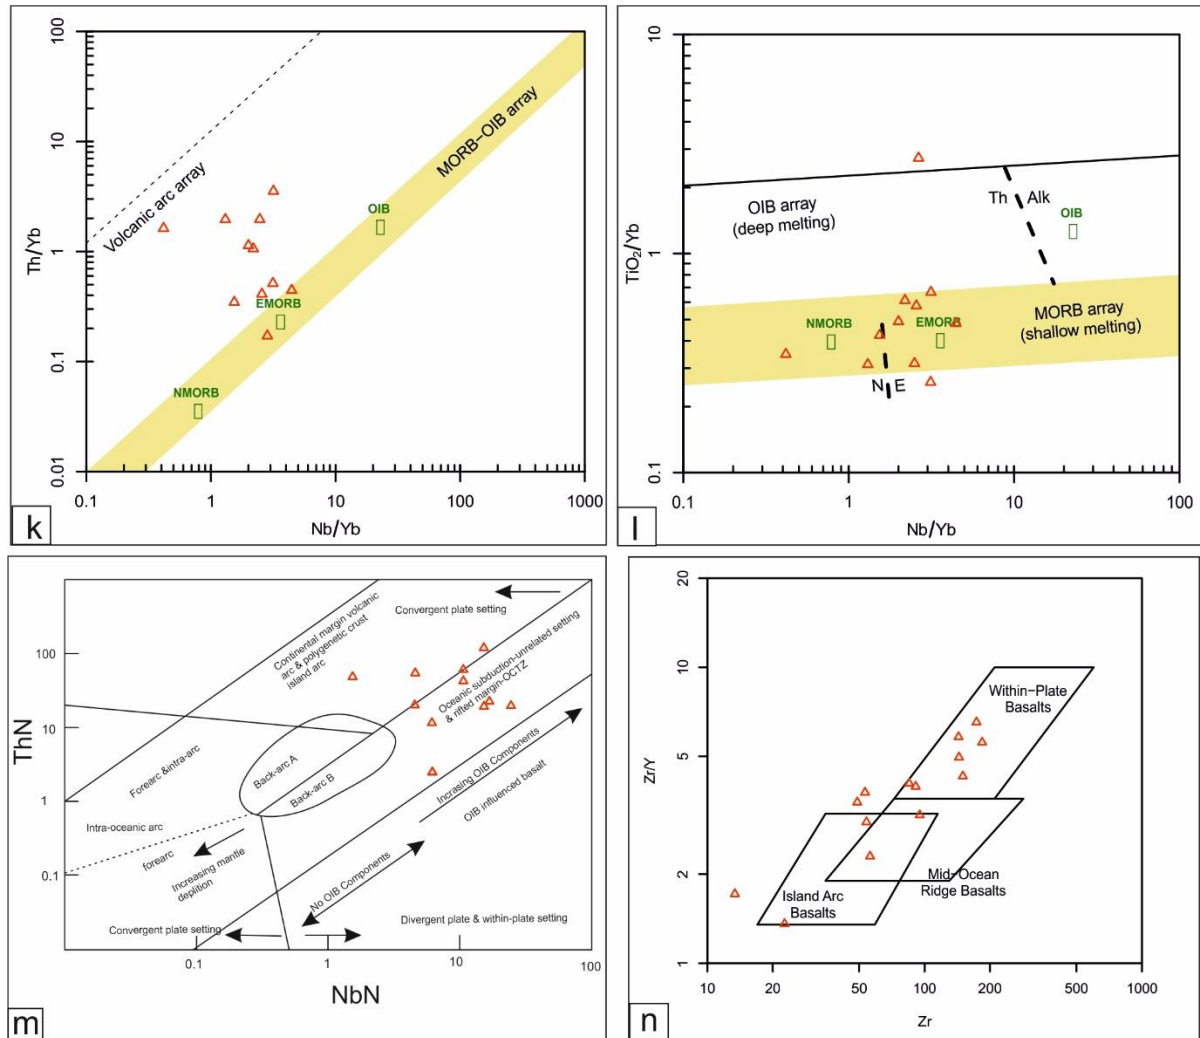 100
10
1
0.1
0.01
Th/Yb
Volcanic arc array
MORB−OIB array
OIB
EMORB
NMORB
0.1
1
10
100
1000
Nb/Yb
k
10
1
0.1
TiO2/Yb
OIB array
(deep melting)
Th
Alk
OIB
NMORB
EMORB
MORB array
(shallow melting)
N
E
0.1
1
10
100
Nb/Yb
l
100
10
1
0.1
ThN
Continental margin volcanic
arc & polygenetic crust
island arc
Convergent plate setting
Oceanic subduction-unrelated setting
& rifted margin-OCTZ
Forearc &intra-arc
Back-arc A
Back-arc B
Incrasing OIB Components
OIB influenced basalt
Intra-oceanic arc
forearc
Increasing mantle
deplition
No OIB Components
Convergent plate setting
Divergent plate & within-plate setting
0.1
1
10
100
NbN
m
20
10
5
2
1
Zr/Y
Within−Plate
Basalts
Mid−Ocean
Ridge Basalts
Island Arc
Basalts
10
20
50
100
200
500
1000
Zr
n